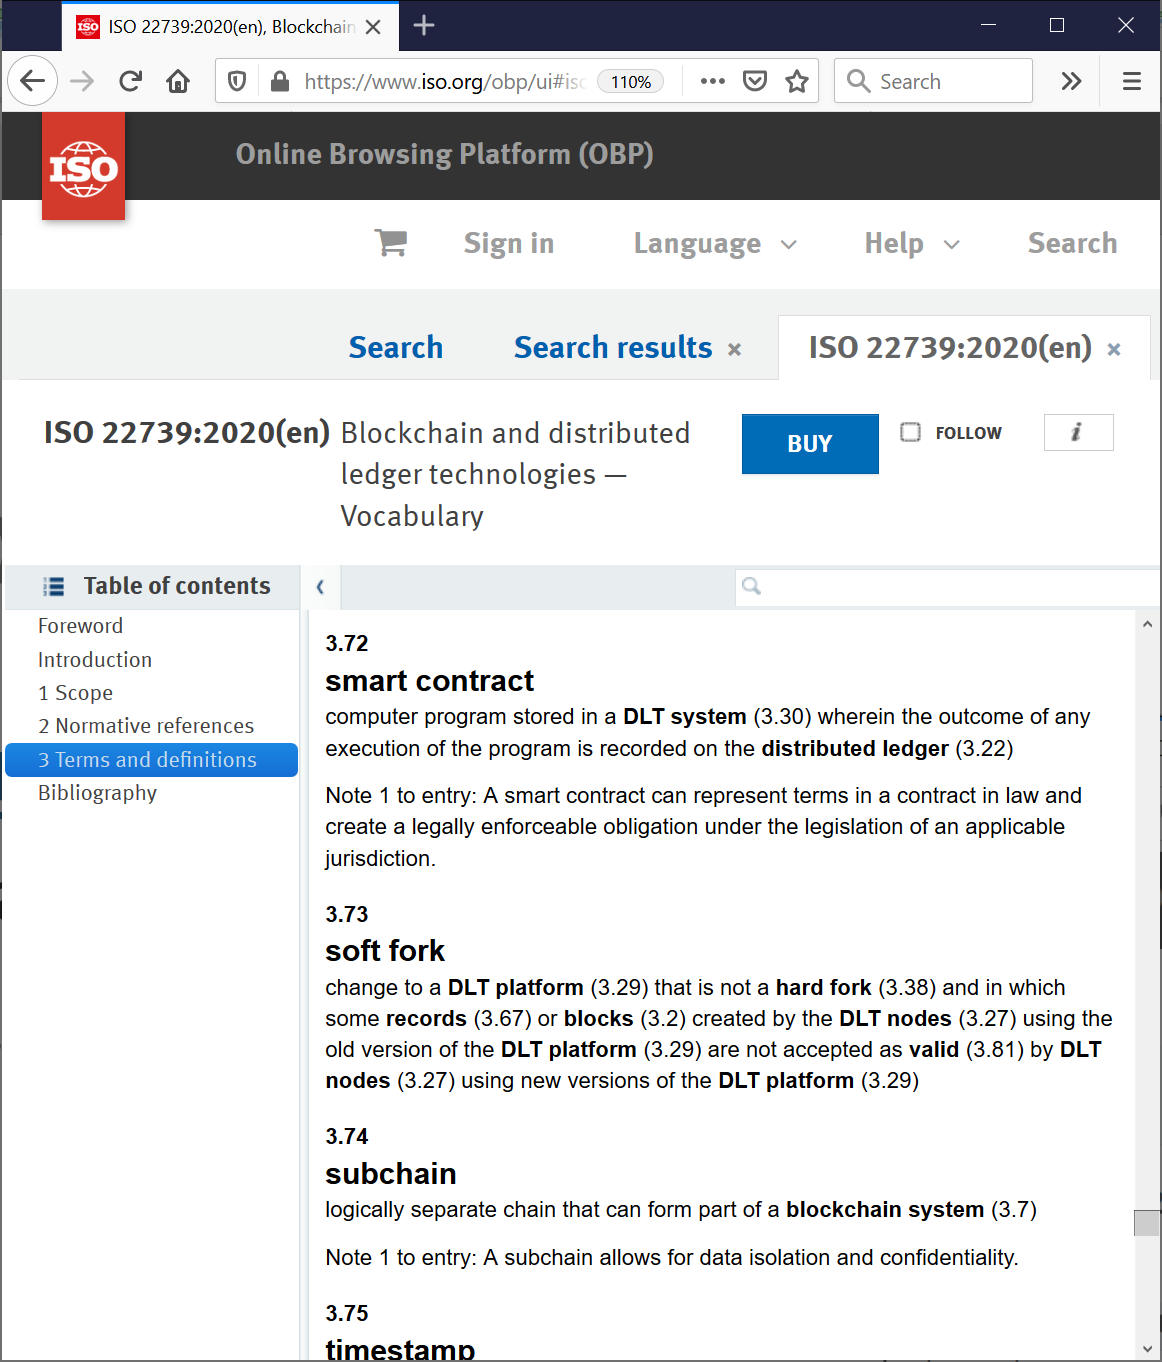 ISO 22739:2020(en), Blockchain
https://www.iso.org/obp/ui#iso
110%
Search
ISO
Online Browsing Platform (OBP)
Sign in
Language
Help
Search
Search
Search results ×
ISO 22739:2020(en) ×
ISO 22739:2020(en) Blockchain and distributed
ledger technologies —
Vocabulary
BUY
FOLLOW
i
Table of contents
Foreword
Introduction
1 Scope
2 Normative references
3 Terms and definitions
Bibliography
3.72
smart contract
computer program stored in a DLT system (3.30) wherein the outcome of any
execution of the program is recorded on the distributed ledger (3.22)
Note 1 to entry: A smart contract can represent terms in a contract in law and
create a legally enforceable obligation under the legislation of an applicable
jurisdiction.
3.73
soft fork
change to a DLT platform (3.29) that is not a hard fork (3.38) and in which
some records (3.67) or blocks (3.2) created by the DLT nodes (3.27) using the
old version of the DLT platform (3.29) are not accepted as valid (3.81) by DLT
nodes (3.27) using new versions of the DLT platform (3.29)
3.74
subchain
logically separate chain that can form part of a blockchain system (3.7)
Note 1 to entry: A subchain allows for data isolation and confidentiality.
3.75
timestamp